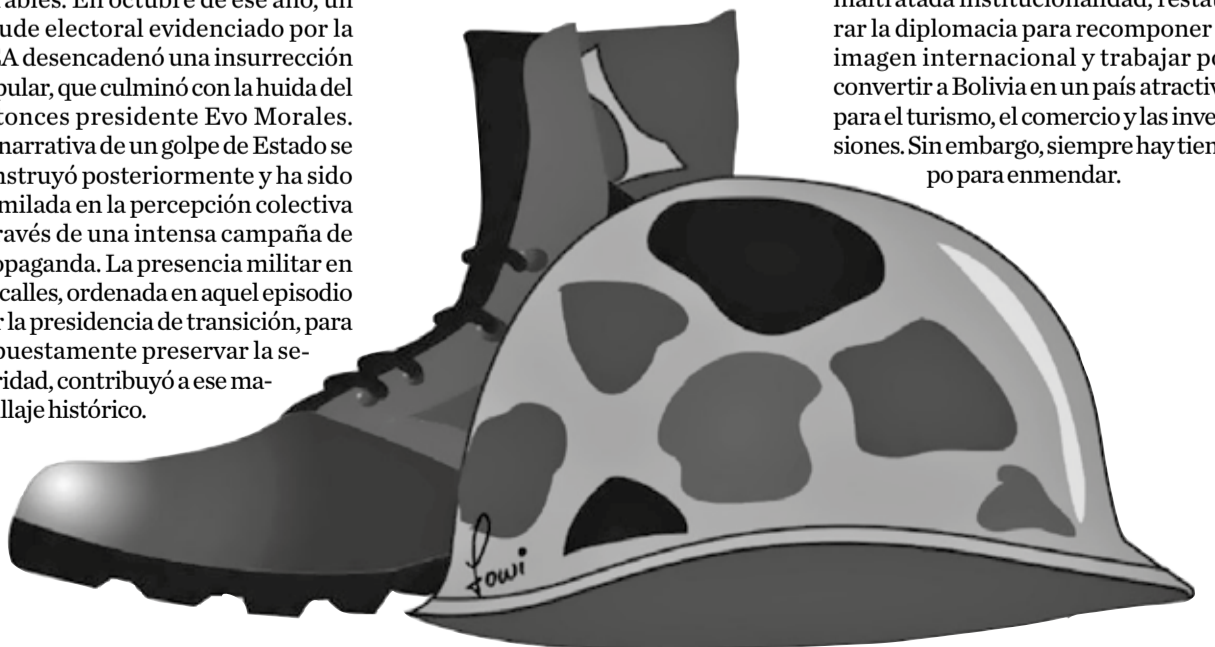 rables. En octubre de ese año, un
ude electoral evidenciado por la
EA desencadenó una insurrección
pular, que culminó con la huida del
tonces presidente Evo Morales.
narrativa de un golpe de Estado se
nstruyó posteriormente y ha sido
milada en la percepción colectiva
ravés de una intensa campaña de
opaganda. La presencia militar en
calles, ordenada en aquel episodio
r la presidencia de transición, para
puestamente preservar la se-
ridad, contribuyó a ese ma-
llaje histórico.
maltratada institucionalidad, restau
rar la diplomacia para recomponer
imagen internacional y trabajar po
convertir a Bolivia en un país atractiv
para el turismo, el comercio y las inve
siones. Sin embargo, siempre hay tiem
po para enmendar.
Lowi